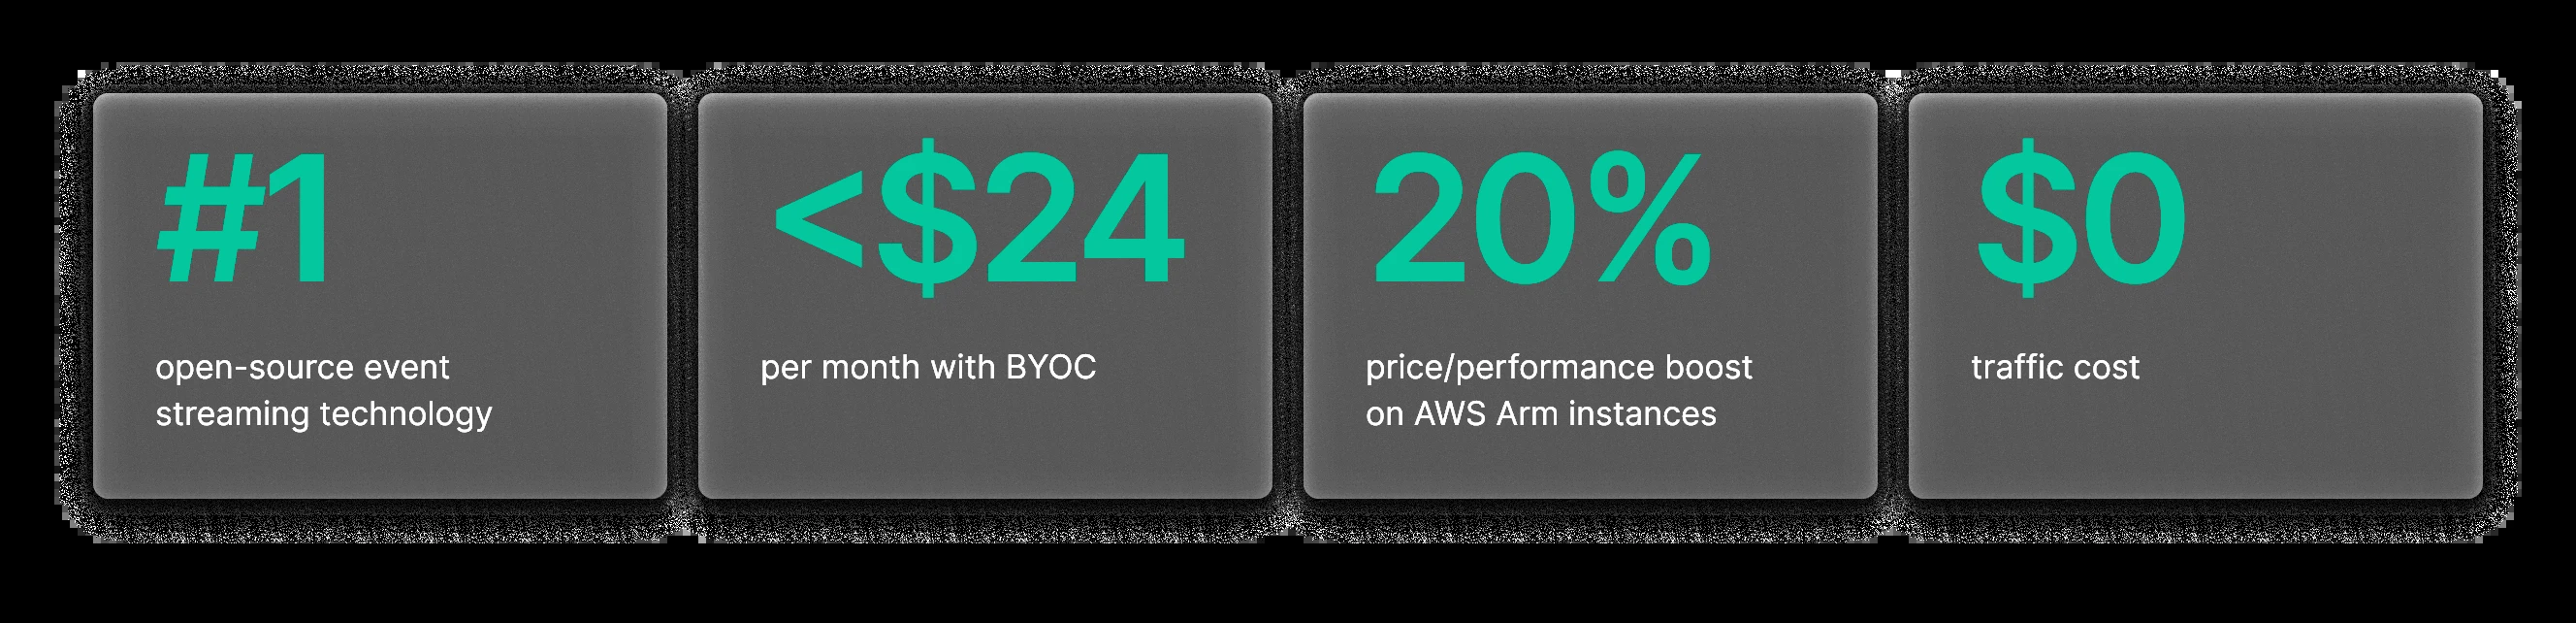 #1
open-source event
streaming technology
<$24
per month with BYOC
20%
price/performance boost
on AWS Arm instances
$0
traffic cost